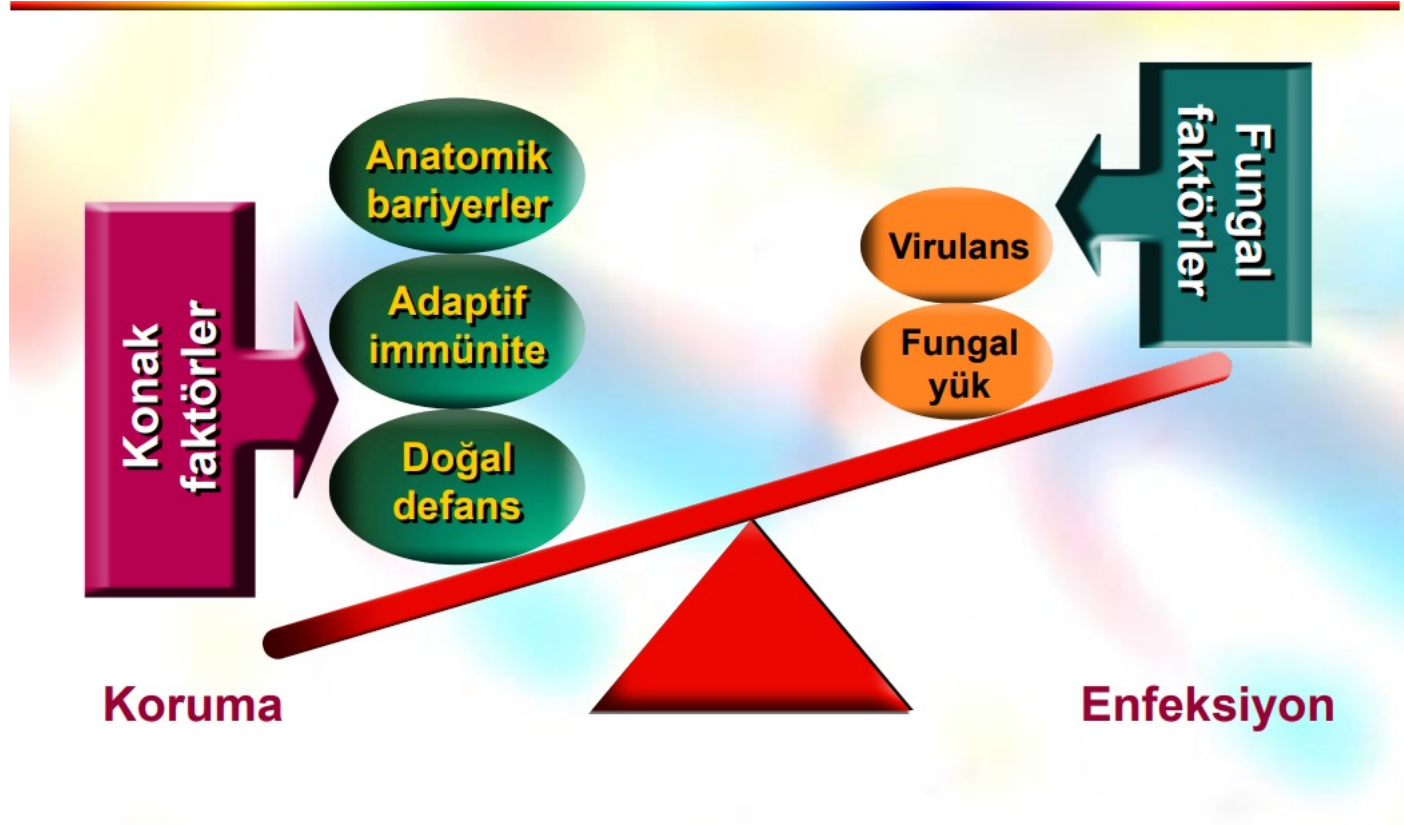 Konak
faktörler
Anatomik
bariyerler
Adaptif
immünite
Doğal
defans
Virulans
Fungal
yük
Fungal
faktörler
Koruma
Enfeksiyon